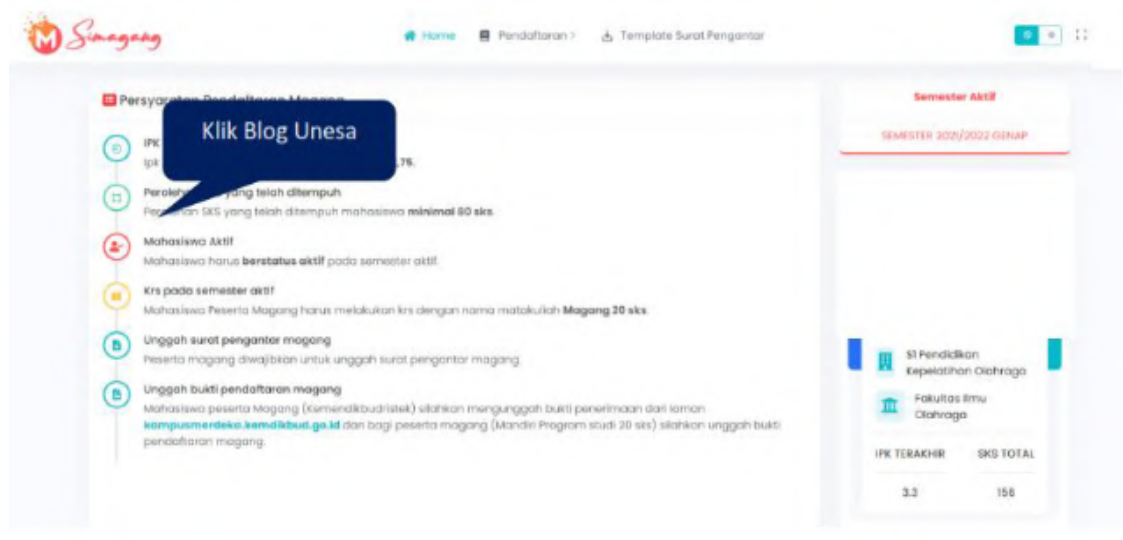 Simagang
Home
Pendaftaran >
Template Surat Pengantar
Persyaratan Pendaftaran Magang
Klik Blog Unesa
IPK
Ipk
,75.
yang telah ditempuh
SKS yang telah ditempuh mahasiswa minimal 80 sks.
Mahasiswa Aktif
Mahasiswa harus berstatus aktif pada semester aktif.
Krs pada semester aktif
Mahasiswa Peserta Magang harus melakukan krs dengan nama matakuliah Magang 20 sks.
Unggah surat pengantar magang
Peserta magang diwajibkan untuk unggah surat pengantar magang.
Unggah bukti pendaftaran magang
Mahasiswa peserta Magang (Kemendikbudristek) silahkan mengunggah bukti penerimaan dari laman
kampusmerdeka.kemdikbud.go.id dan bagi peserta magang (Mandiri Program studi 20 sks) silahkan unggah bukti
pendaftaran magang.
Semester Aktif
SEMESTER 2021/2022 GENAP
S1 Pendidikan
Kepelatihan Olahraga
Fakultas Ilmu
Olahraga
IPK TERAKHIR
SKS TOTAL
3.3
156